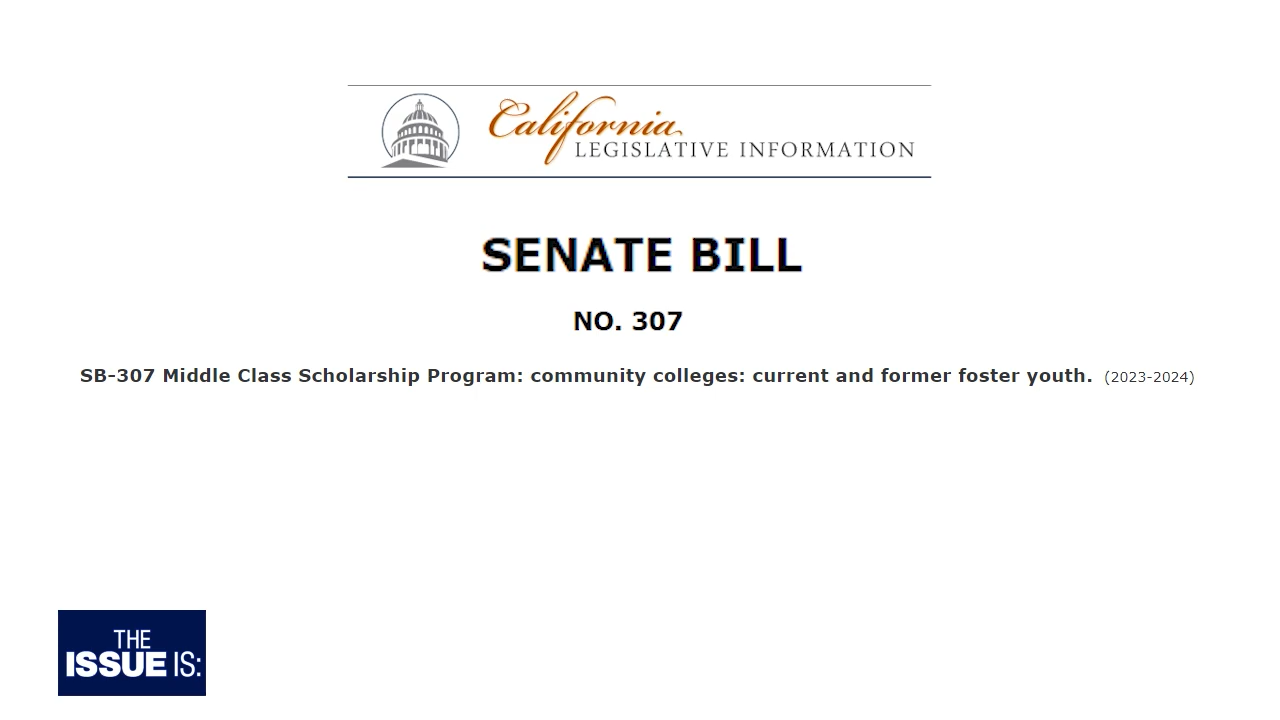 California
LEGISLATIVE INFORMATION
SENATE BILL
NO. 307
SB-307 Middle Class Scholarship Program: community colleges: current and former foster youth. (2023-2024)
THE
ISSUE IS: